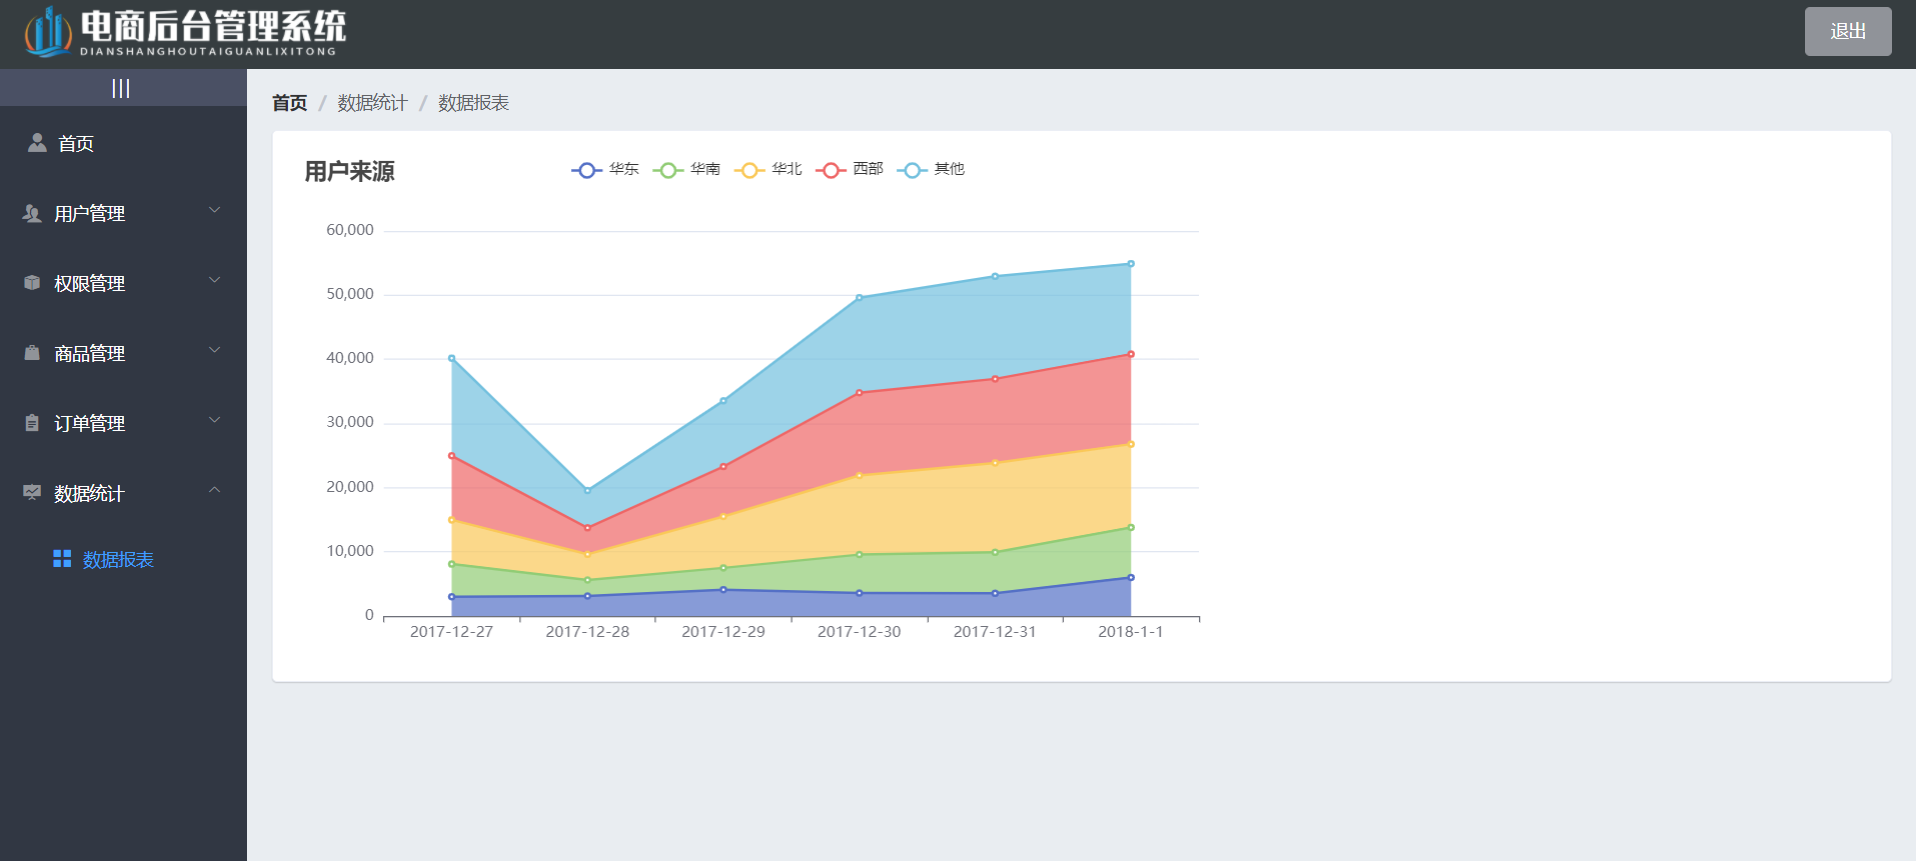 电商后台管理系统
DIANSHANGHOUTAIGUANLIXITONG
退出
|||
首页
用户管理
权限管理
商品管理
订单管理
数据统计
数据报表
首页 / 数据统计 / 数据报表
用户来源
华东 华南 华北 西部 其他
60,000
50,000
40,000
30,000
20,000
10,000
0
2017-12-27 2017-12-28 2017-12-29 2017-12-30 2017-12-31 2018-1-1